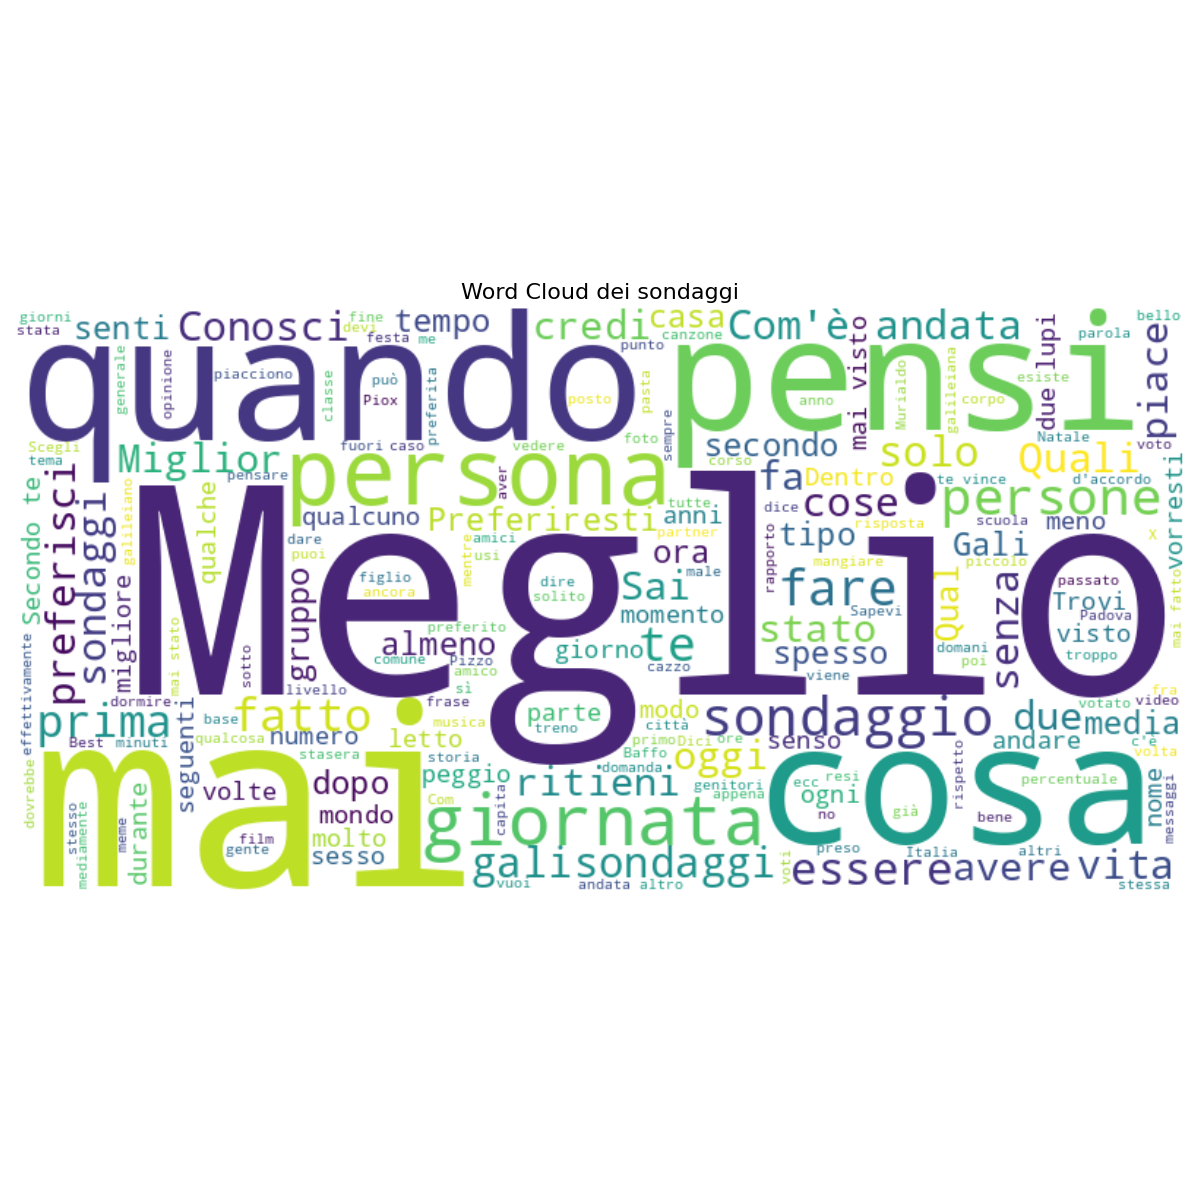 Word Cloud dei sondaggi
giorni
stata
senti
Conosci
fine
devi
tempo
festa
me
credi
casa
canzone
Com'è andata
mai visto
due lupi
parola
bello
piace
quando
pensi
generale
opinione
piacciono
classe
può
Piox
preferita
punto
posto
pasta
sempre
anno
Murialdo
galileiana
corpo
esiste
Natale
voto
Scegli
tema
Miglior
pensare
fuori
caso
vedere
foto
secondo
corso
solo
Quali
d'accordo
persona
aver
tutte
fa
Dentro
te vince
persone
vorresti
Secondo te
preferisci
sondaggi
galileiano
qualche
qualcuno
Preferiresti
anni
dice
cose
Meglio
dare
puoi
mentre
amici
usi
partner
ora
tipo
risposta
scuola
meno
x
migliore
gruppo
figlio
ancora
dire
solito
Sai
male
rapporto
mangiare
fare
Gali
piccolo
Qual
senza
passato
Trovi
Padova
visto
troppo
mai fatto
mai stato
sotto
almeno
preferito
comune
Pizzo
amico
giorno
te
momento
cazzo
stato
Sapevi
spesso
viene
domani
poi
effettivamente
dovrebbe
dormire
livello
sì
frase
parte
treno
modo
città
sondaggio
due
votato
fra
video
media
prima
seguenti
base
fatto
qualcosa
numero
letto
musica
Best
minuti
stasera
storia
Baffo
primo
Dici
ore
senso
andare
c'è
volta
mai
peggio
domanda
oggi
cosa
ritieni
genitori
appena
ecc
resi
rispetto
percentuale
nome
messaggi
stesso
mediamente
meme
durante
volte
dopo
mondo
film
gente
molto
sesso
Com
capita
giornata
ogni
no
già
bene
galisondaggi
vuoi
andata
altro
voti
preso
essere
Italia
avere
altri
vita
stessa